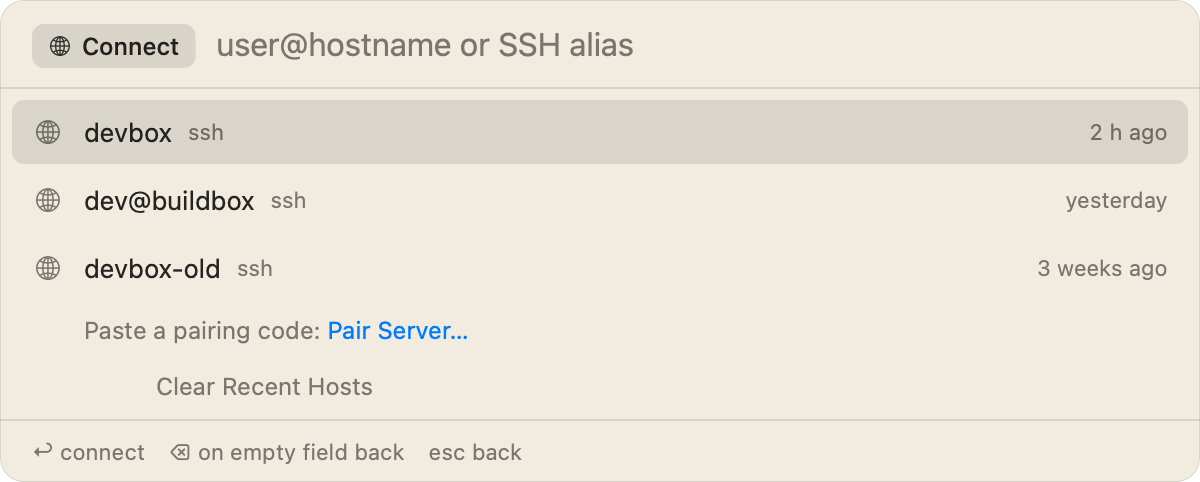 Connect user@hostname or SSH alias
devbox ssh 2 h ago
dev@buildbox ssh yesterday
devbox-old ssh 3 weeks ago
Paste a pairing code: Pair Server...
Clear Recent Hosts
connect on empty field back esc back